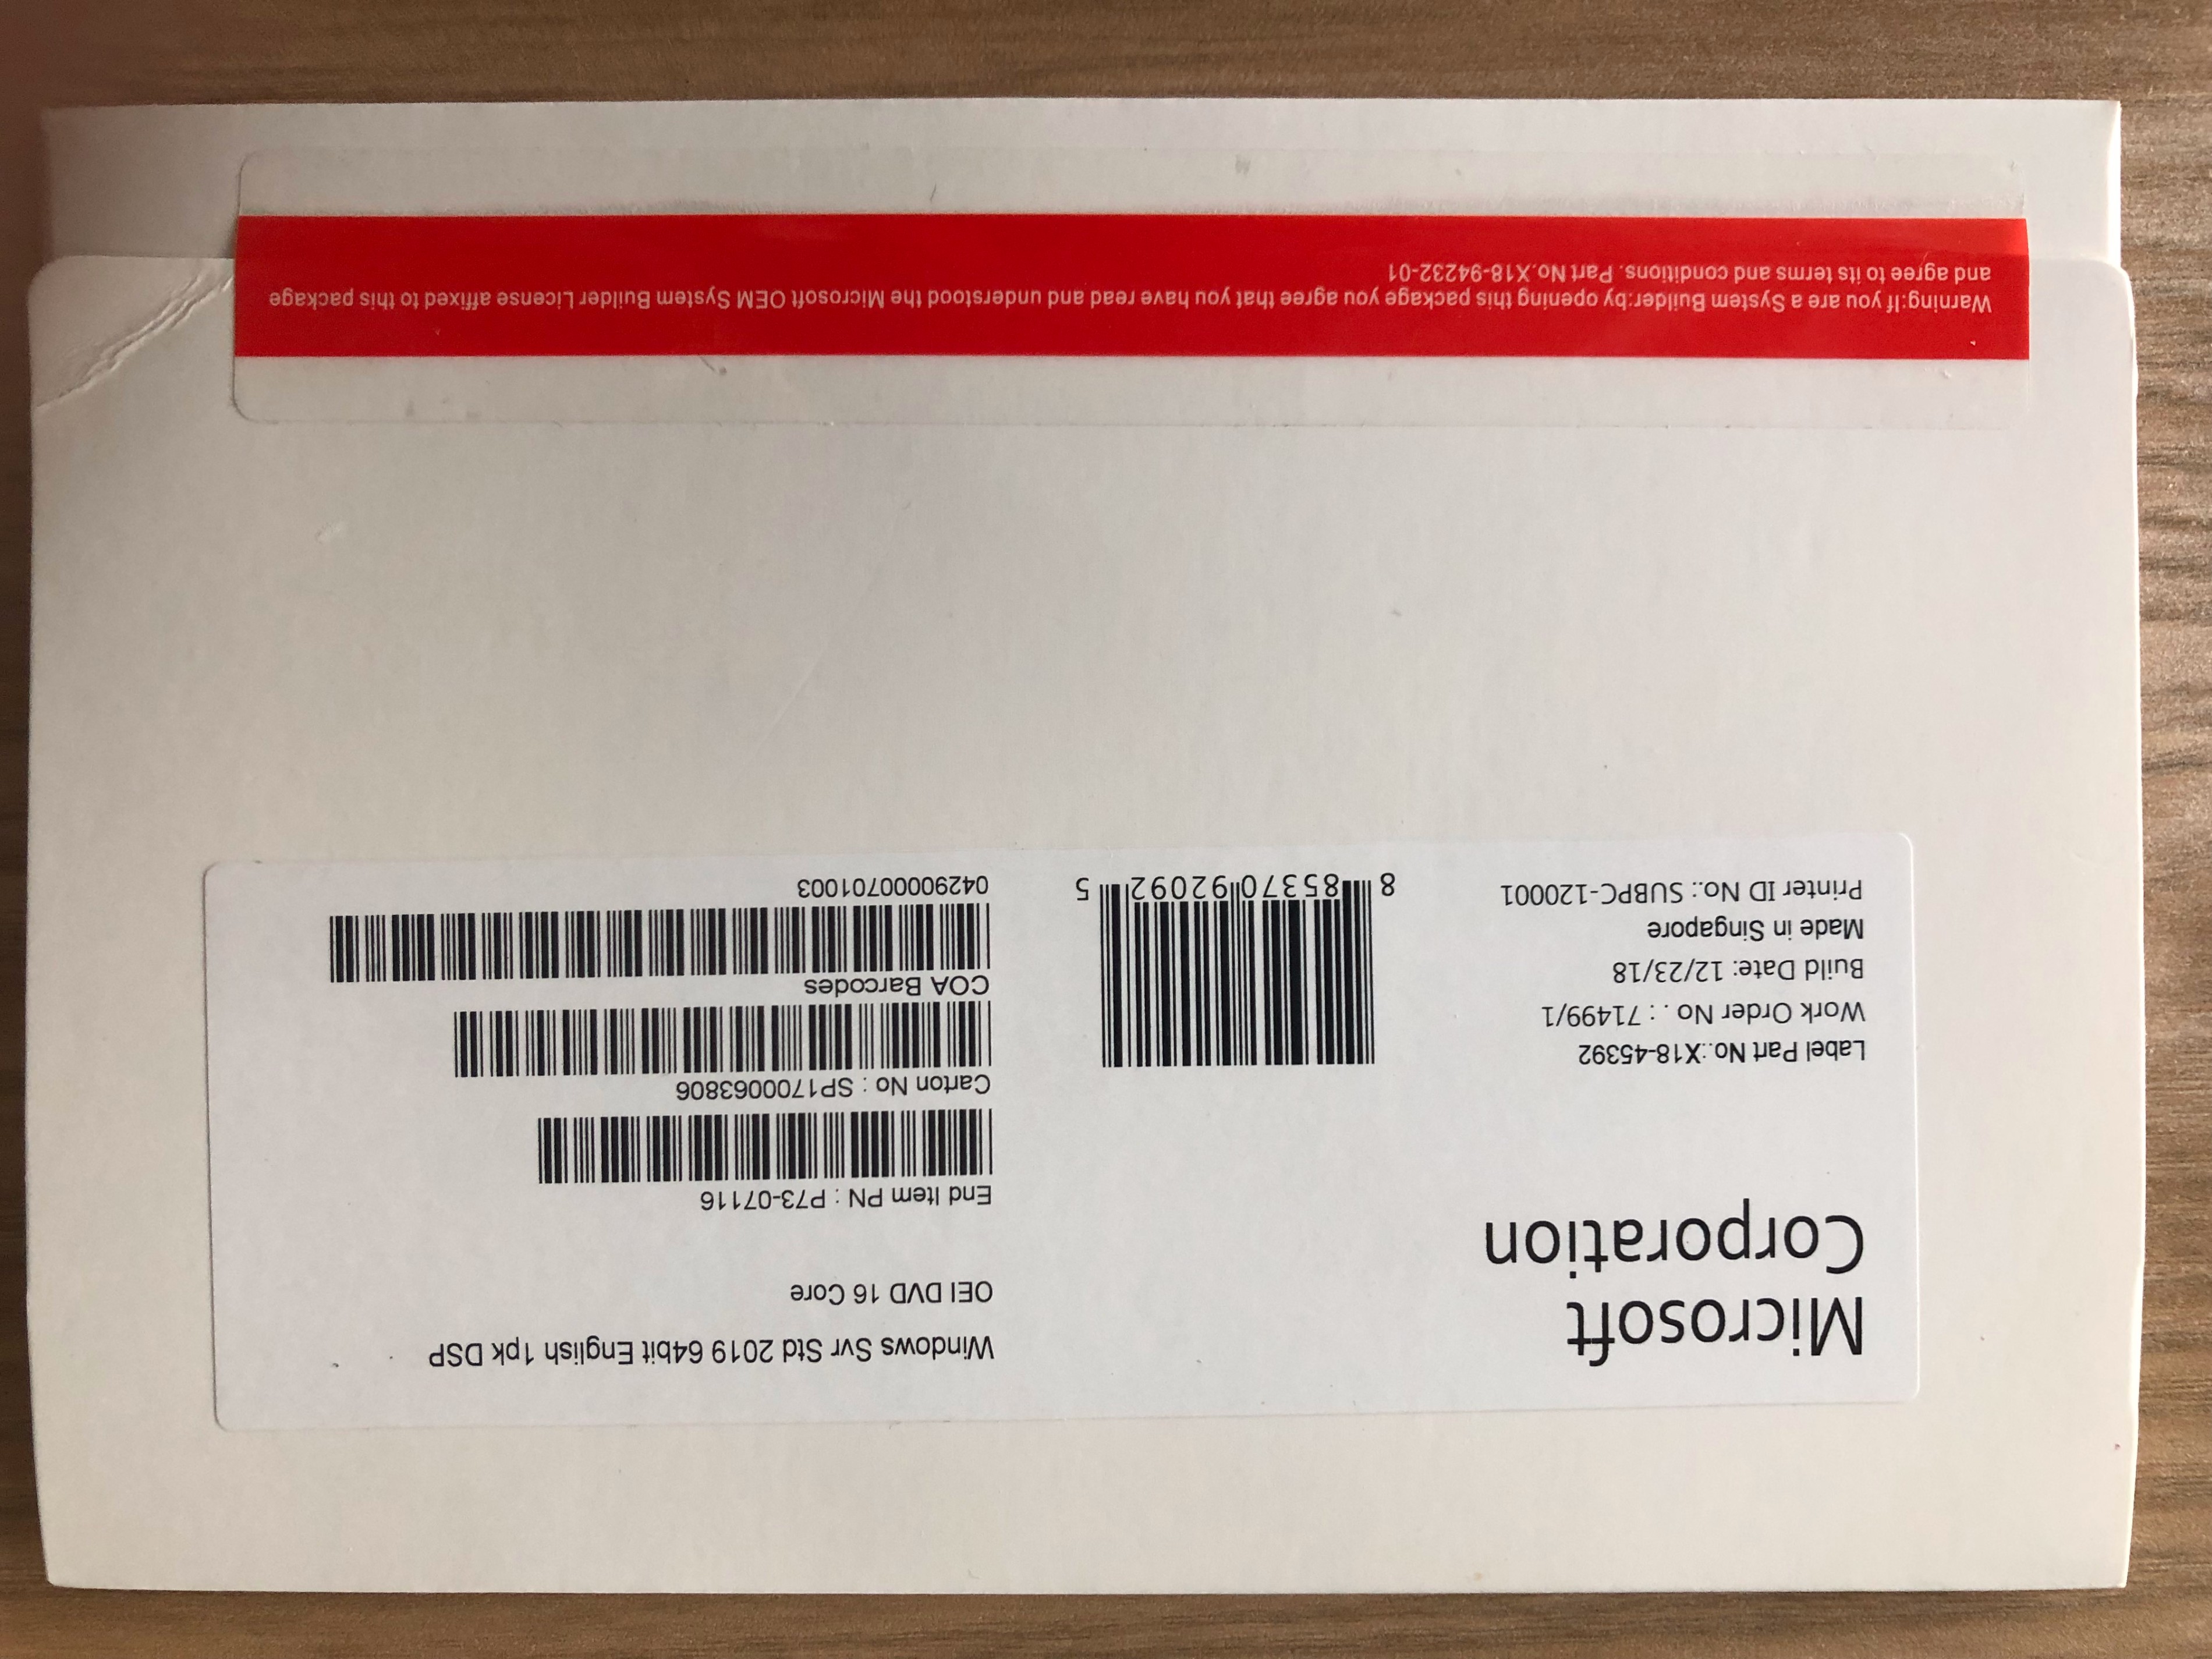 Microsoft
Corporation
Label Part No.:X18-45392
Work Order No . : 71499/1
Build Date: 12/23/18
Made in Singapore
Printer ID No.: SUBPC-120001
8 85370 92092 5
Windows Svr Std 2019 64bit English 1pk DSP
OEI DVD 16 Core
End Item PN : P73-07116
Carton No : SP1700063806
COA Barcodes
04290000701003
Warning:If you are a System Builder:by opening this package you agree that you have read and understood the Microsoft OEM System Builder License affixed to this package
and agree to its terms and conditions. Part No.X18-94232-01